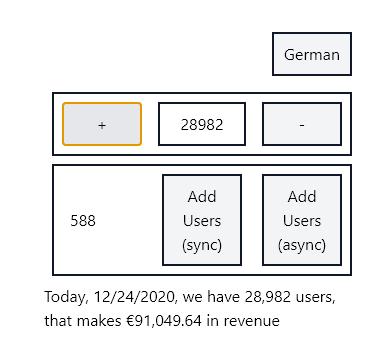 German
+ 28982 -
588
Add
Users
(sync)
Add
Users
(async)
Today, 12/24/2020, we have 28,982 users,
that makes €91,049.64 in revenue